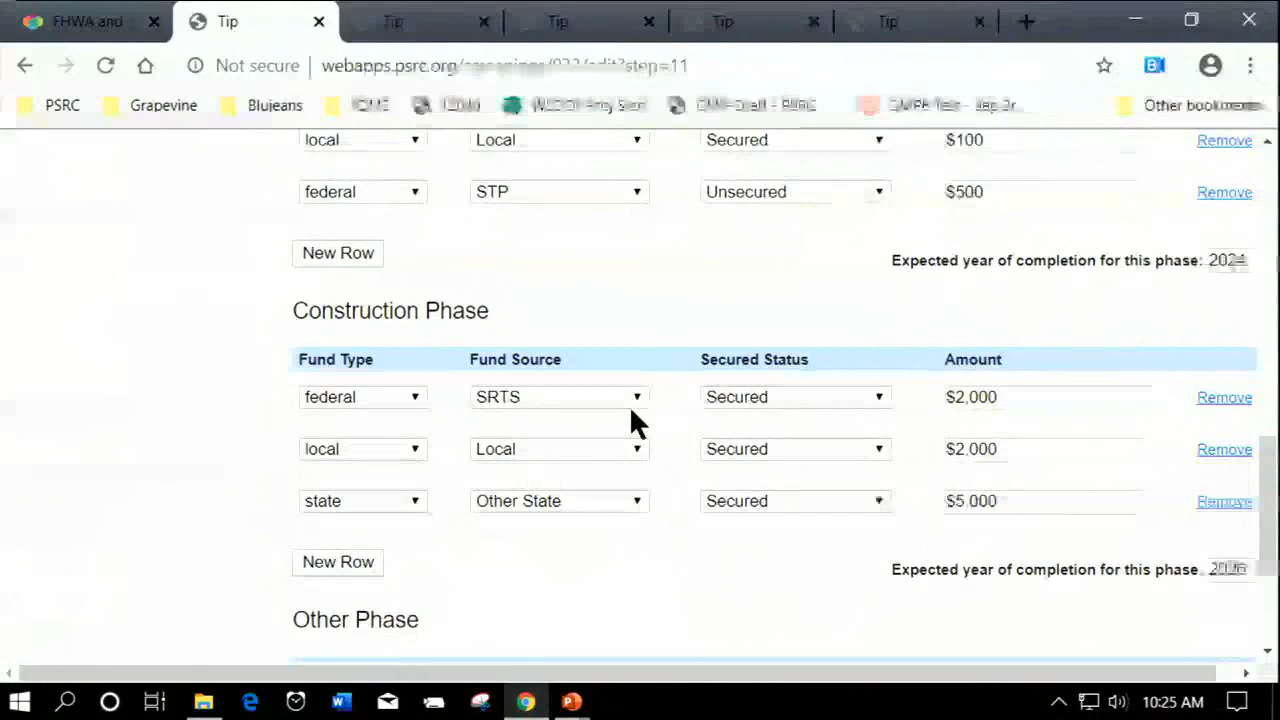 FHWA and
Tip
Tip
Tip
Tip
Tip
Not secure webapps.psrc.org/
PSRC
Grapevine
Blujeans
Other bookmarks
local Local Secured $100 Remove
federal STP Unsecured $500 Remove
New Row
Expected year of completion for this phase: 2024
Construction Phase
Fund Type Fund Source Secured Status Amount
federal SRTS Secured $2,000 Remove
local Local Secured $2,000 Remove
state Other State Secured $5,000 Remove
New Row
Expected year of completion for this phase
Other Phase
10:25 AM